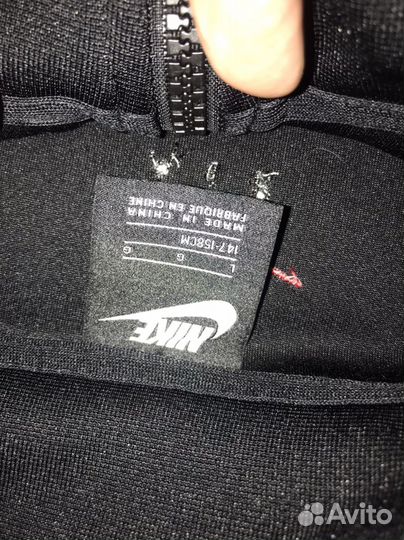 NIKE
L G G
147-158CM
MADE IN CHINA
FABRIQUE EN CHINE
Avito